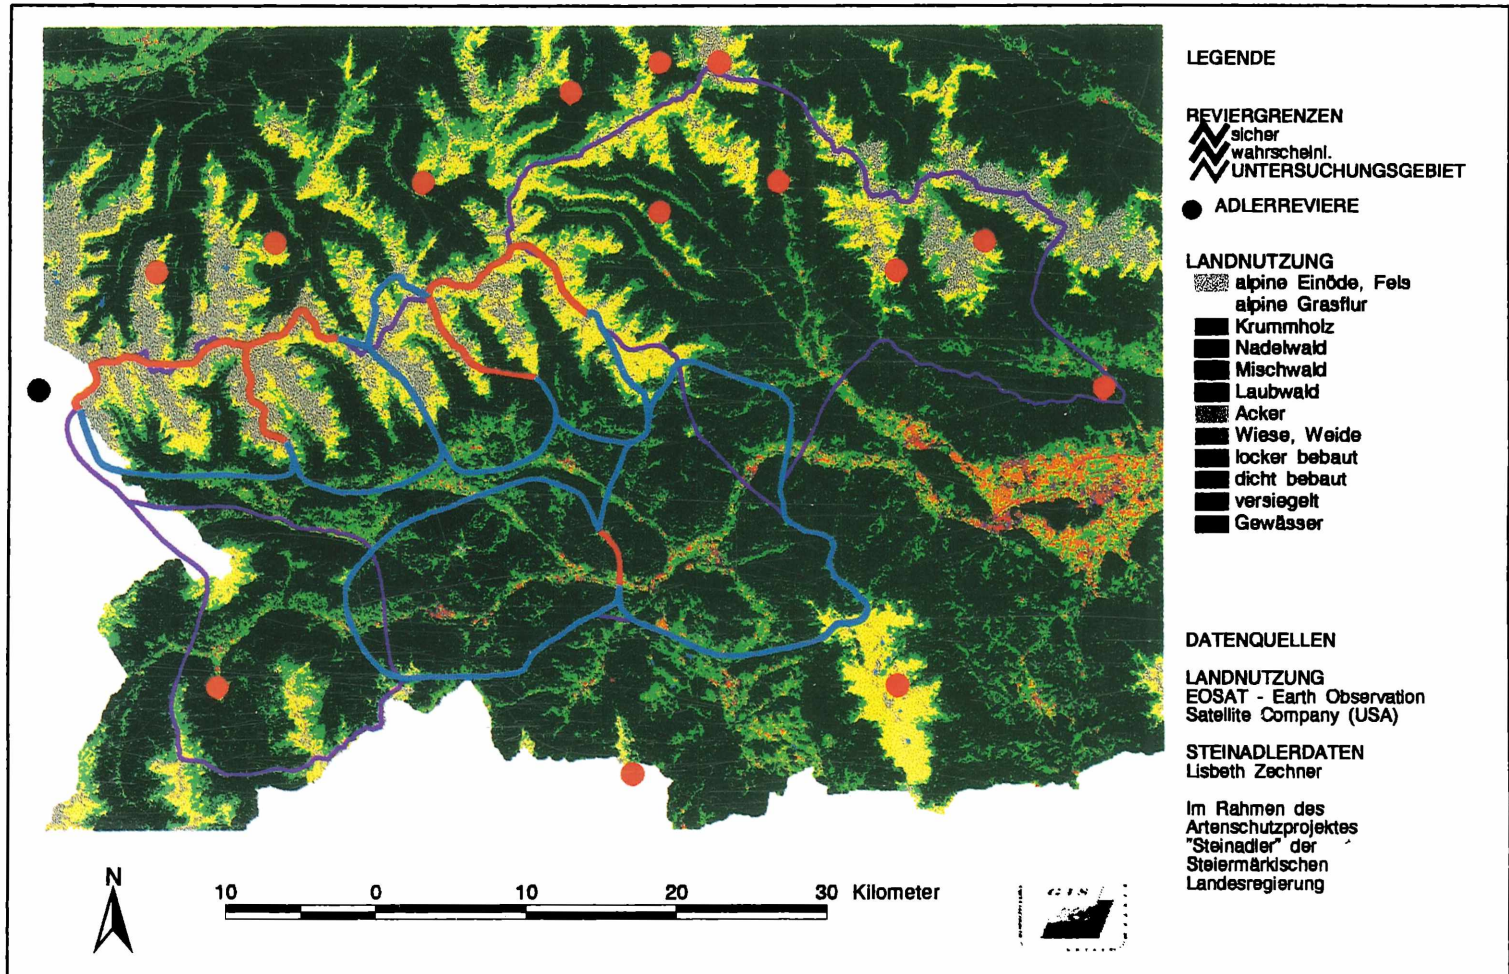 LEGENDE
REVIERGRENZEN
sicher
wahrscheinl.
UNTERSUCHUNGSGEBIET
ADLERREVIERE
LANDNUTZUNG
alpine Einöde, Fels
alpine Grasflur
Krummholz
Nadelwald
Mischwald
Laubwald
Acker
Wiese, Weide
locker bebaut
dicht bebaut
versiegelt
Gewässer
DATENQUELLEN
LANDNUTZUNG
EOSAT - Earth Observation
Satellite Company (USA)
STEINADLERDATEN
Lisbeth Zechner
Im Rahmen des
Artenschutzprojektes
"Steinadler" der
Steiermärkischen
Landesregierung
N
10 0 10 20 30 Kilometer
GIS